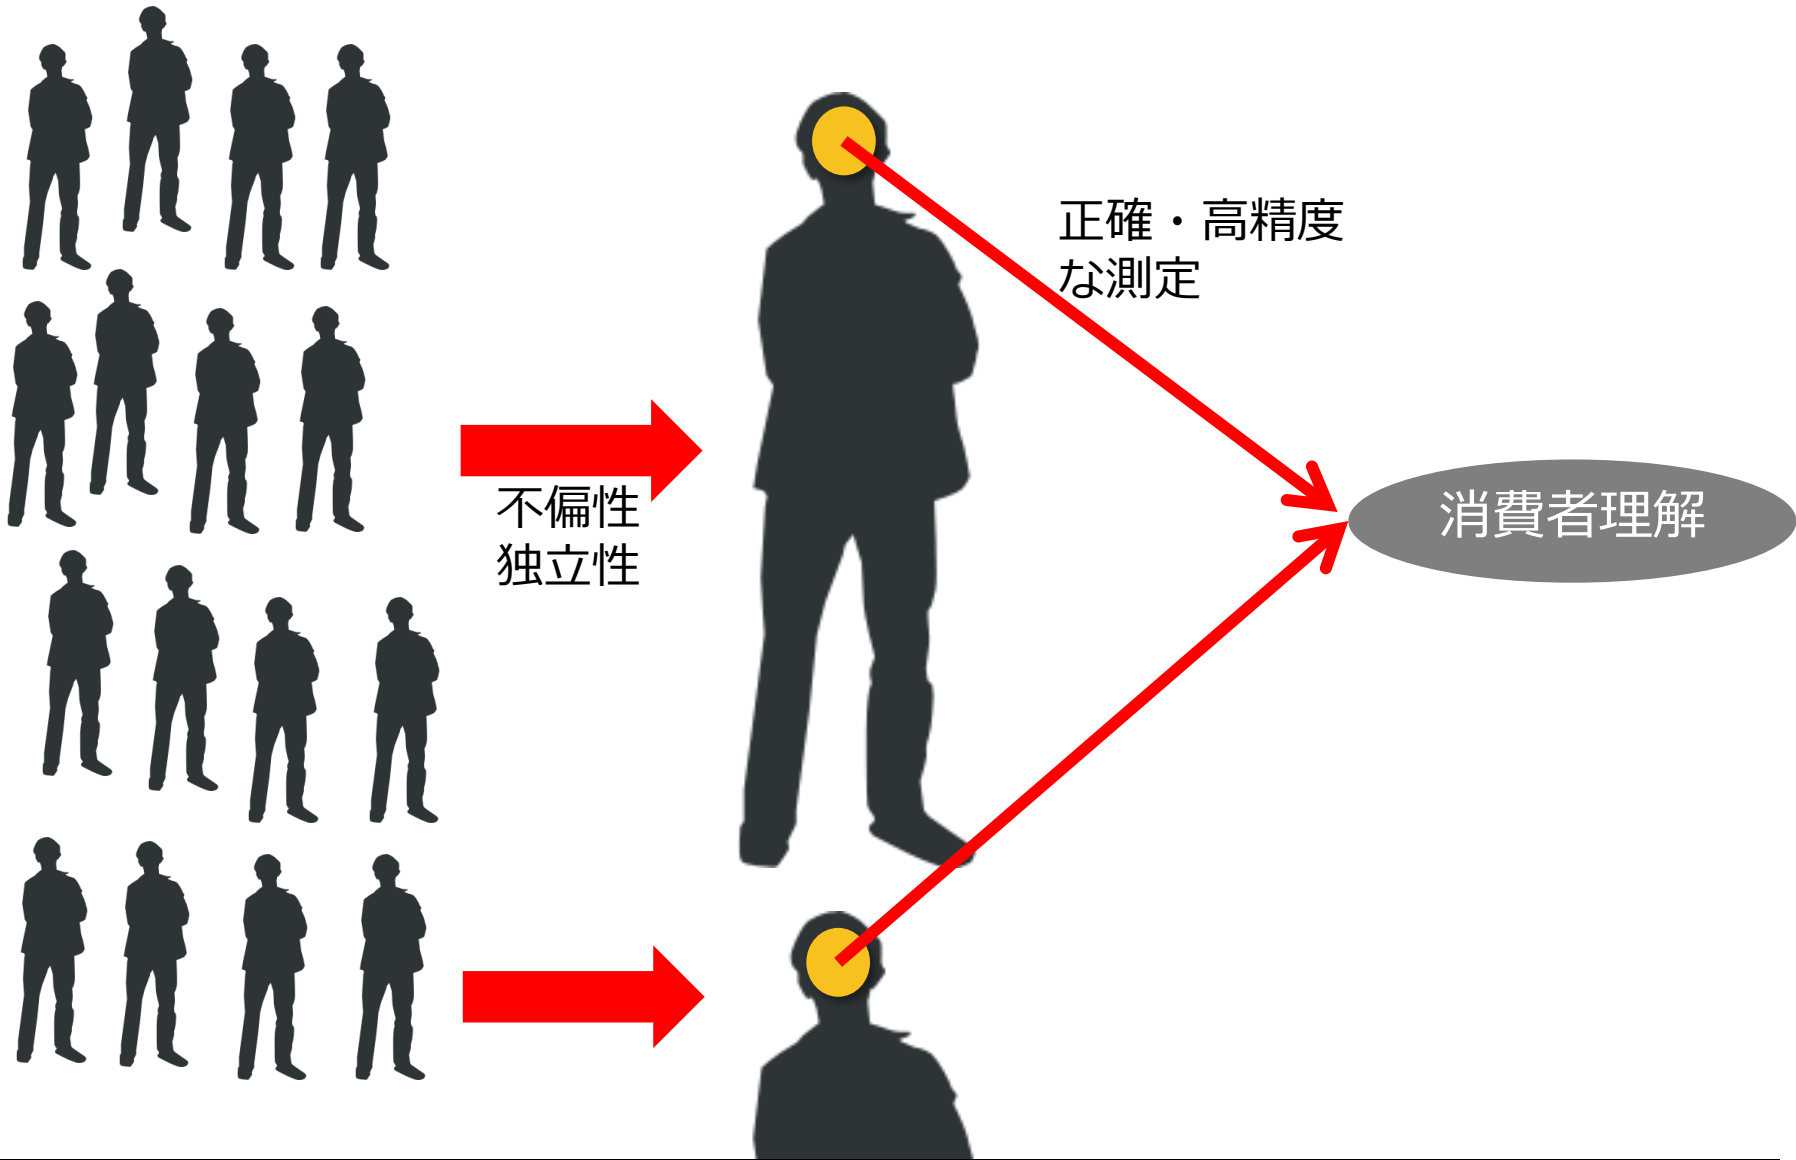 正確・高精度
な測定
不偏性
独立性
消費者理解